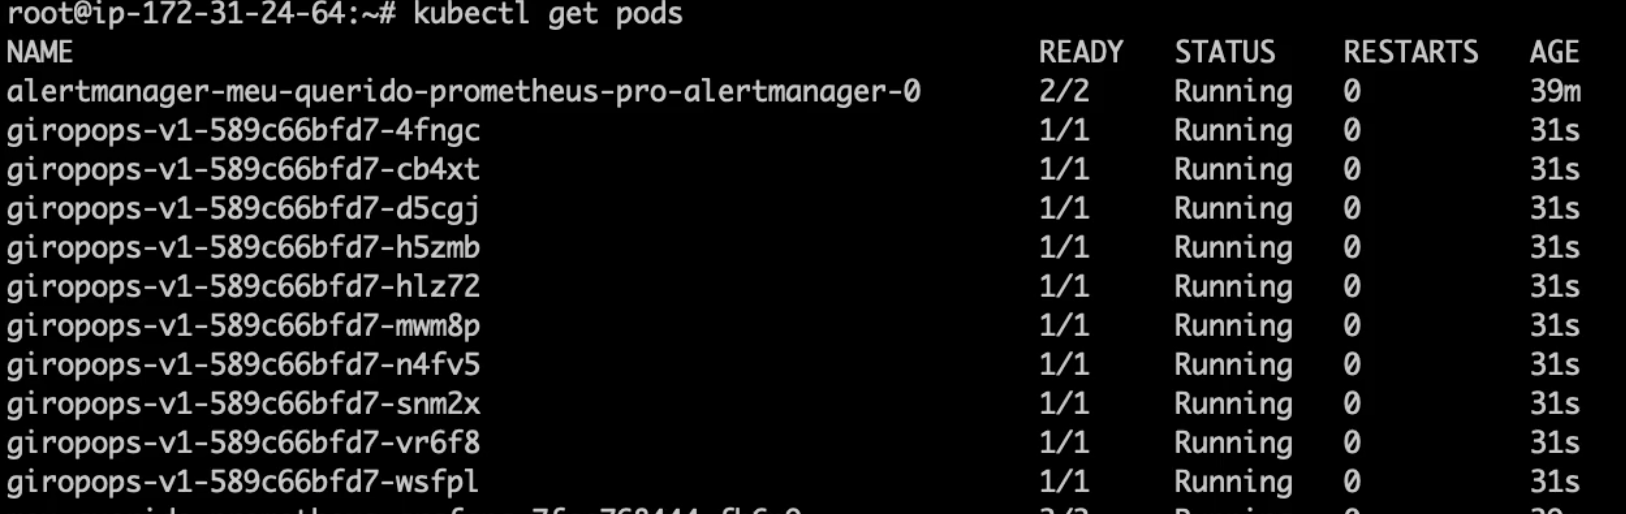 root@ip-172-31-24-64:~# kubectl get pods
NAME READY STATUS RESTARTS AGE
alertmanager-meu-querido-prometheus-pro-alertmanager-0 2/2 Running 0 39m
giropops-v1-589c66bfd7-4fngc 1/1 Running 0 31s
giropops-v1-589c66bfd7-cb4xt 1/1 Running 0 31s
giropops-v1-589c66bfd7-d5cgj 1/1 Running 0 31s
giropops-v1-589c66bfd7-h5zmb 1/1 Running 0 31s
giropops-v1-589c66bfd7-hlz72 1/1 Running 0 31s
giropops-v1-589c66bfd7-mwm8p 1/1 Running 0 31s
giropops-v1-589c66bfd7-n4fv5 1/1 Running 0 31s
giropops-v1-589c66bfd7-snm2x 1/1 Running 0 31s
giropops-v1-589c66bfd7-vr6f8 1/1 Running 0 31s
giropops-v1-589c66bfd7-wsfpl 1/1 Running 0 31s